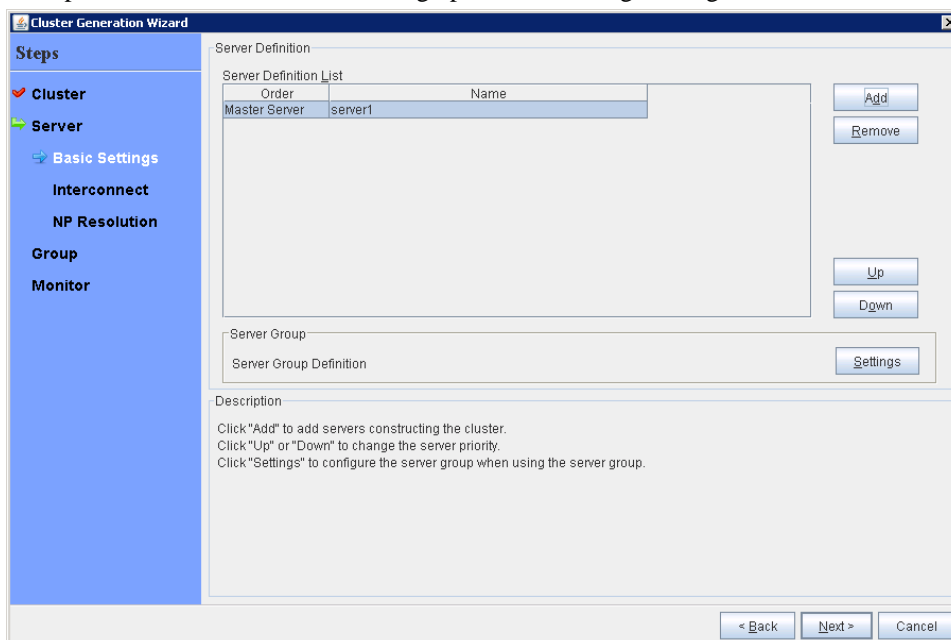 Cluster Generation Wizard
Steps
Cluster
Server
Basic Settings
Interconnect
NP Resolution
Group
Monitor
Server Definition
Server Definition List
Order Name
Master Server server1
Add
Remove
Up
Down
Server Group
Server Group Definition
Settings
Description
Click "Add" to add servers constructing the cluster.
Click "Up" or "Down" to change the server priority.
Click "Settings" to configure the server group when using the server group.
< Back Next > Cancel